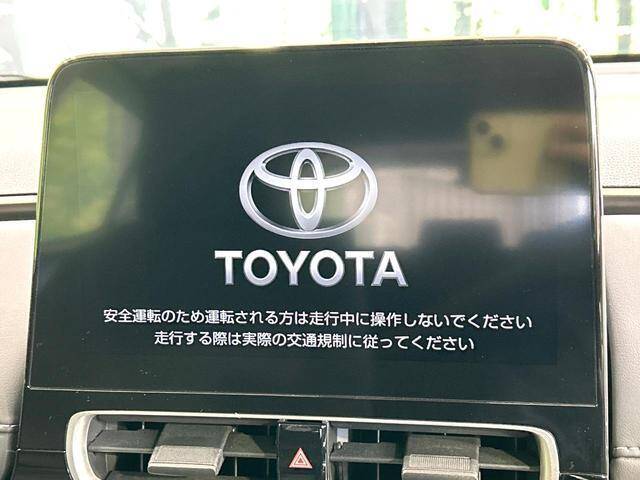 TOYOTA
安全運転のため運転される方は走行中に操作しないでください
走行する際は実際の交通規制に従ってください